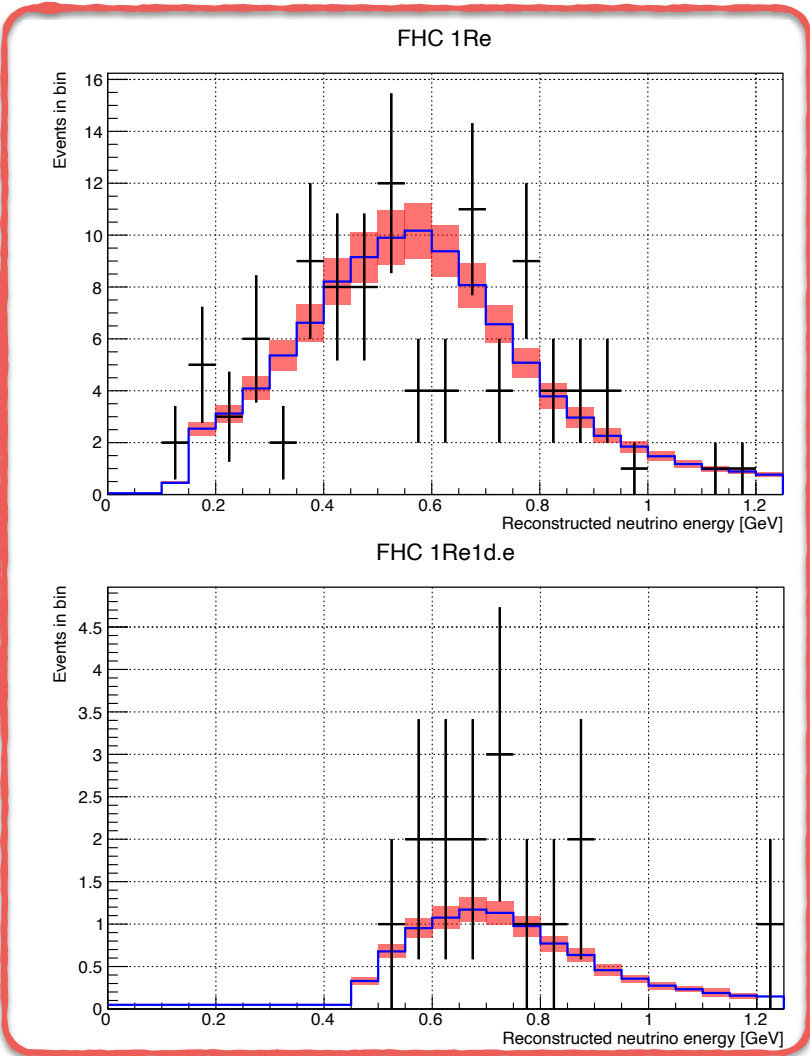 FHC 1Re
Events in bin
16
14
12
10
8
6
4
2
0
0 0.2 0.4 0.6 0.8 1 1.2
Reconstructed neutrino energy [GeV]
FHC 1Re1d.e
Events in bin
4.5
4
3.5
3
2.5
2
1.5
1
0.5
0
0 0.2 0.4 0.6 0.8 1 1.2
Reconstructed neutrino energy [GeV]